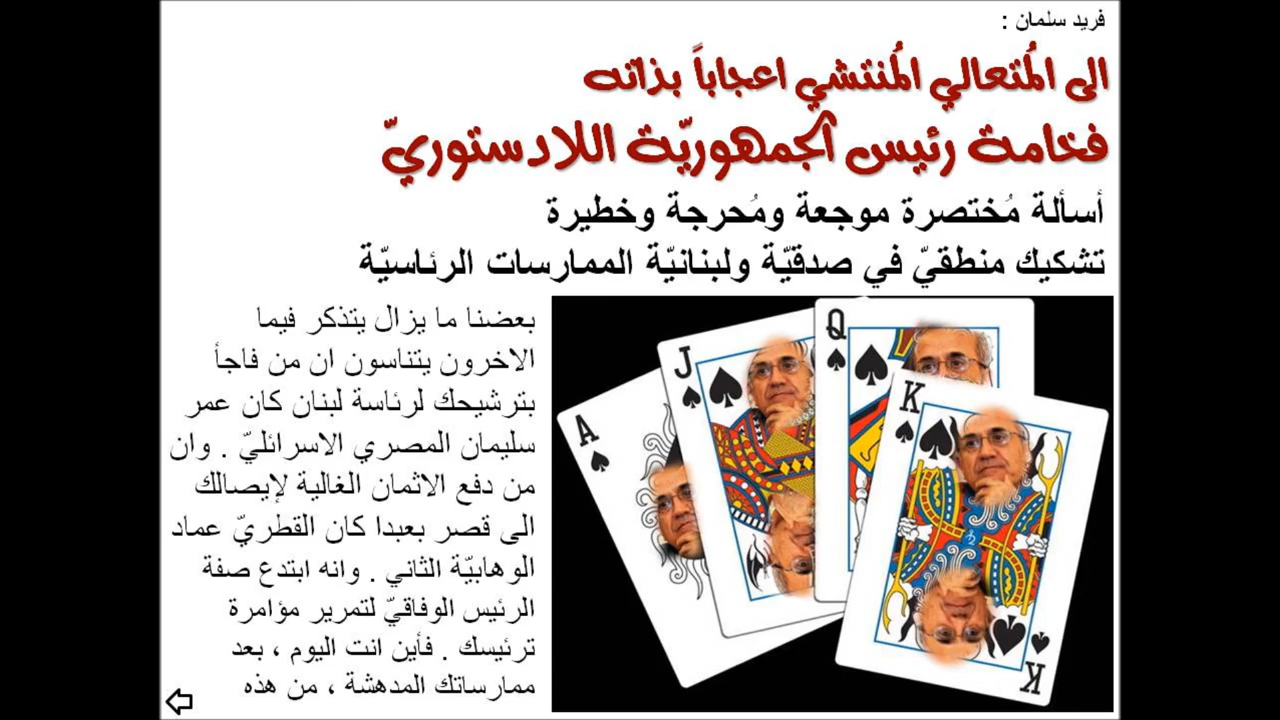 فريد سلمان :
الى المُتعالي المُنتشي اعجاباً بذاته
فخامة رئيس الجمهوريّة اللادستوريّ
أسألة مُختصرة موجعة ومُحرجة وخطيرة
تشكيك منطقيّ في صدقيّة ولبنانيّة الممارسات الرئاسيّة
بعضنا ما يزال يتذكر فيما
الاخرون يتناسون ان من فاجأ
بترشيحك لرئاسة لبنان كان عمر
سليمان المصري الاسرائليّ . وان
من دفع الاثمان الغالية لإيصالك
الى قصر بعبدا كان القطريّ عماد
الوهابيّة الثاني . وانه ابتدع صفة
الرئيس الوفاقيّ لتمرير مؤامرة
ترئيسك . فأين انت اليوم ، بعد
ممارساتك المدهشة ، من هذه
A
J
Q
K
K